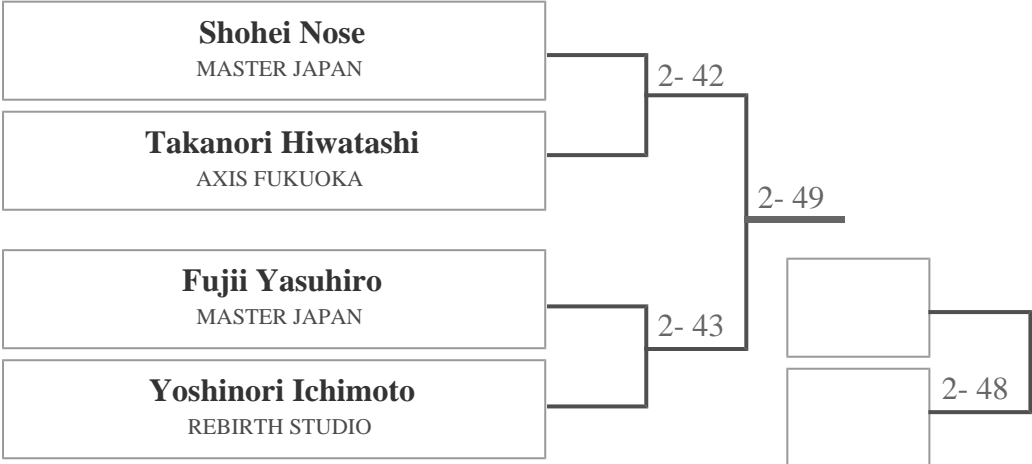 Shohei Nose
MASTER JAPAN
2- 42
Takanori Hiwatashi
AXIS FUKUOKA
2- 49
Fujii Yasuhiro
MASTER JAPAN
2- 43
Yoshinori Ichimoto
REBIRTH STUDIO
2- 48